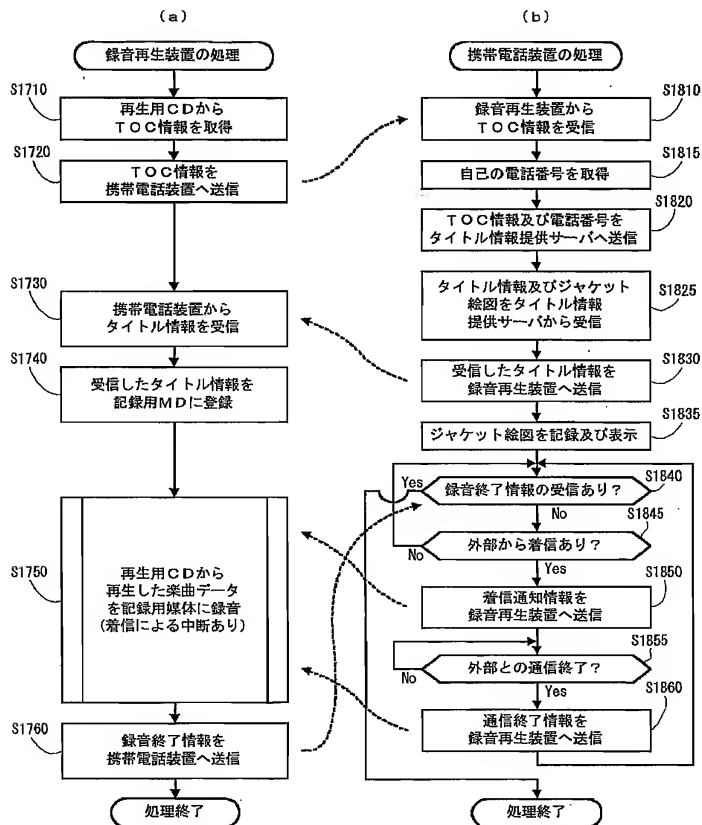 （a）
録音再生装置の処理
S1710
再生用CDから
TOC情報を取得
S1720
TOC情報を
携帯電話装置へ送信
S1730
携帯電話装置から
タイトル情報を受信
S1740
受信したタイトル情報を
記録用MDに登録
S1750
再生用CDから
再生した楽曲データ
を記録用媒体に録音
(着信による中断あり)
S1760
録音終了情報を
携帯電話装置へ送信
処理終了
（b）
携帯電話装置の処理
S1810
録音再生装置から
TOC情報を受信
S1815
自己の電話番号を取得
S1820
TOC情報及び電話番号を
タイトル情報提供サーバへ送信
S1825
タイトル情報及びジャケット
絵図をタイトル情報
提供サーバから受信
S1830
受信したタイトル情報を
録音再生装置へ送信
S1835
ジャケット絵図を記録及び表示
Yes
S1840
録音終了情報の受信あり？
No
S1845
外部から着信あり？
No
Yes
S1850
着信通知情報を
録音再生装置へ送信
S1855
外部との通信終了？
No
Yes
S1860
通信終了情報を
録音再生装置へ送信
処理終了